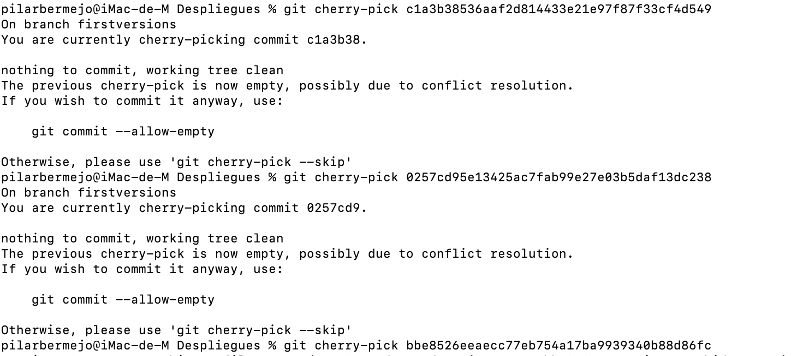 pilarbermejo@iMac-de-M Despliegues % git cherry-pick c1a3b38536aaf2d814433e21e97f87f33cf4d549
On branch firstversions
You are currently cherry-picking commit c1a3b38.
nothing to commit, working tree clean
The previous cherry-pick is now empty, possibly due to conflict resolution.
If you wish to commit it anyway, use:
git commit --allow-empty
Otherwise, please use 'git cherry-pick --skip'
pilarbermejo@iMac-de-M Despliegues % git cherry-pick 0257cd95e13425ac7fab99e27e03b5daf13dc238
On branch firstversions
You are currently cherry-picking commit 0257cd9.
nothing to commit, working tree clean
The previous cherry-pick is now empty, possibly due to conflict resolution.
If you wish to commit it anyway, use:
git commit --allow-empty
Otherwise, please use 'git cherry-pick --skip'
pilarbermejo@iMac-de-M Despliegues % git cherry-pick bbe8526eeaecc77eb754a17ba9939340b88d86fc